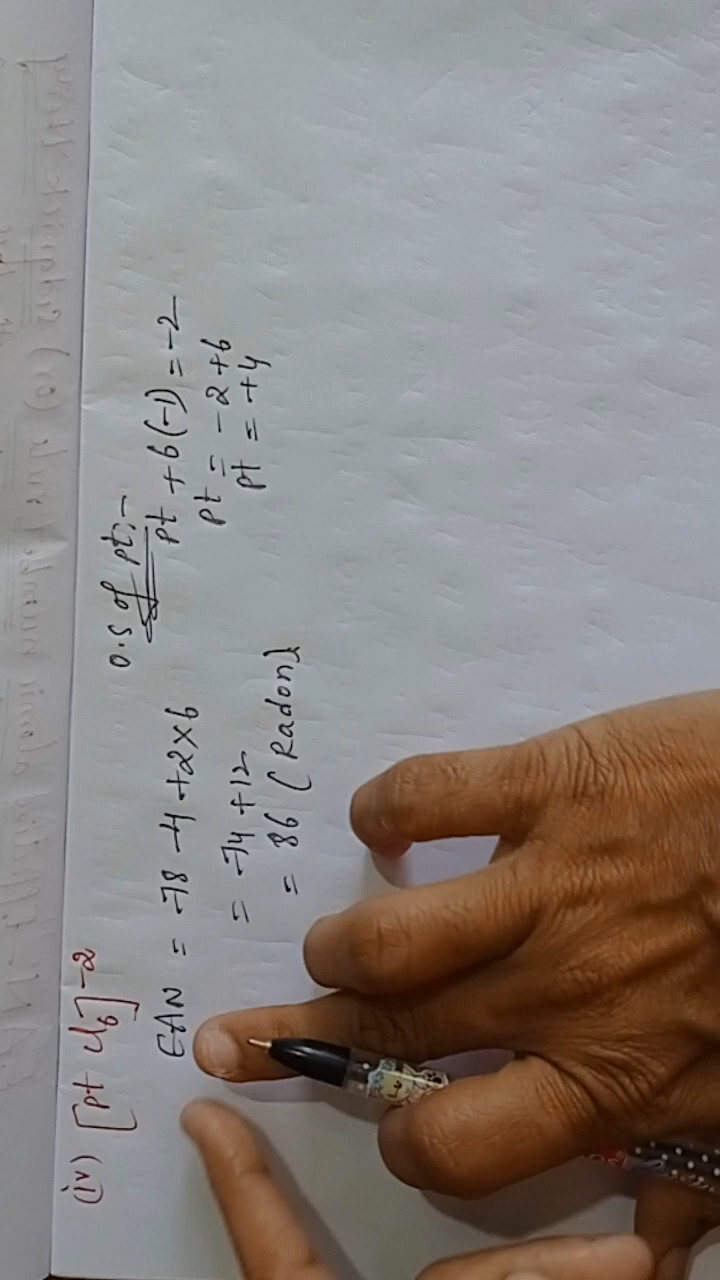 (iv) [Pt Cl6]-2
EAN = 78 - 4 + 2×6
= 74 + 12
= 86 (Radon)
O.S of Pt:-
Pt + 6(-1) = -2
Pt = -2 + 6
Pt = +4